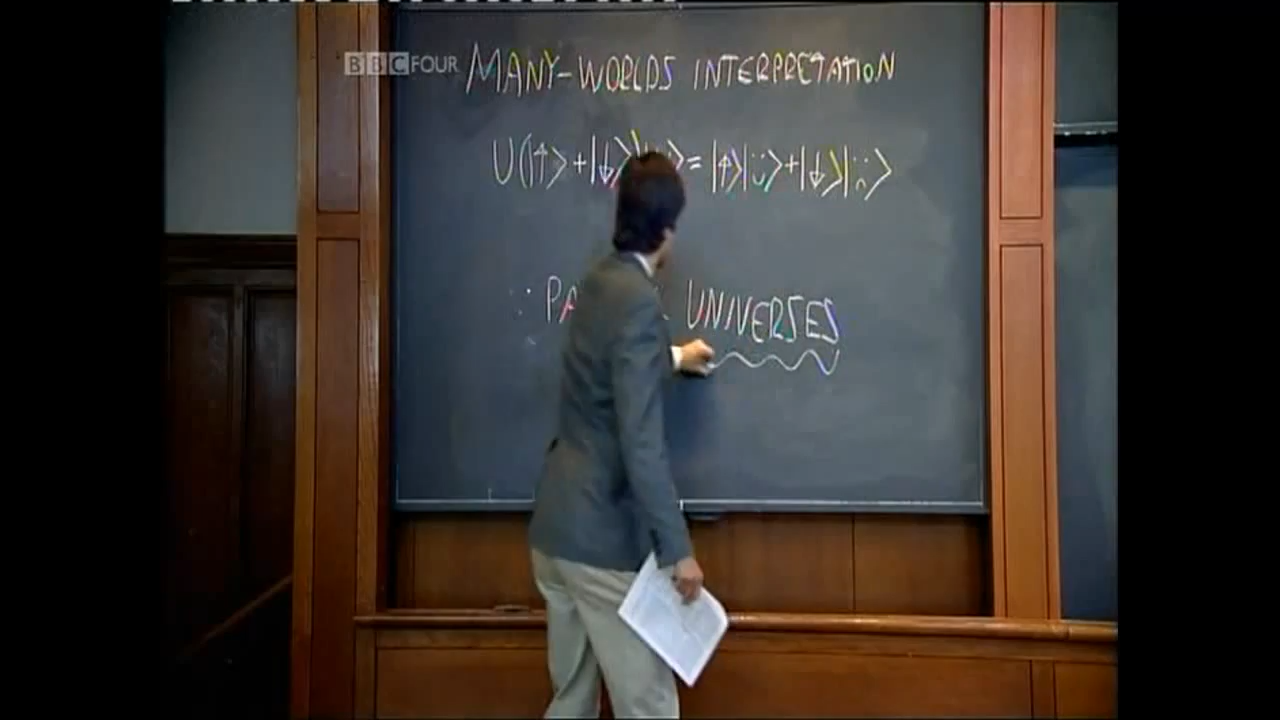 BBC FOUR
MANY-WORLDS INTERPRETATION
U(|↑> + |↓>) = |↑>|:)> + |↓>|:(>
UNIVERSES